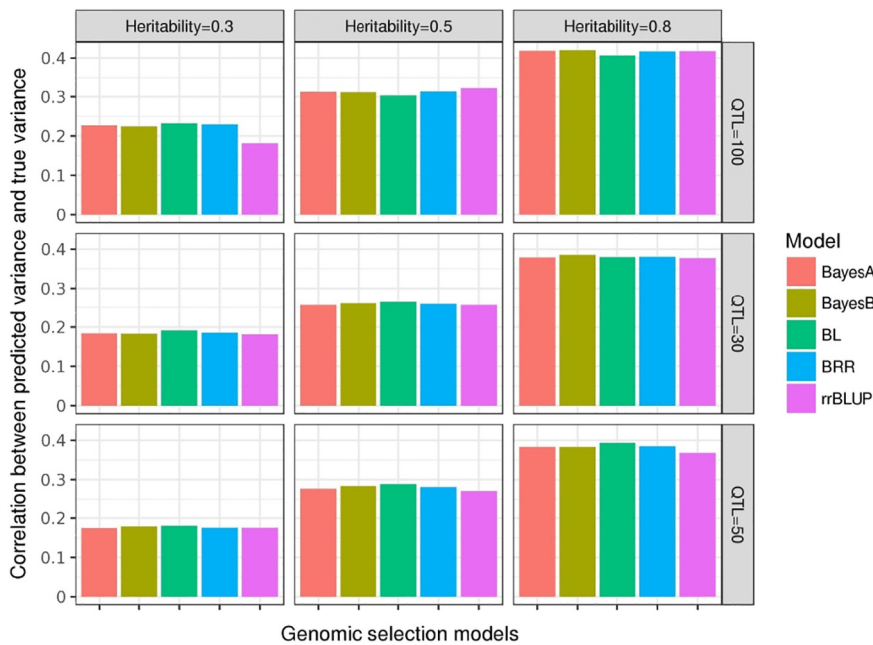 Heritability=0.3 Heritability=0.5 Heritability=0.8
Correlation between predicted variance and true variance
0.4
0.3
0.2
0.1
0
QTL=100
0.4
0.3
0.2
0.1
0
QTL=30
0.4
0.3
0.2
0.1
0
QTL=50
Genomic selection models
Model
BayesA
BayesB
BL
BRR
rrBLUP